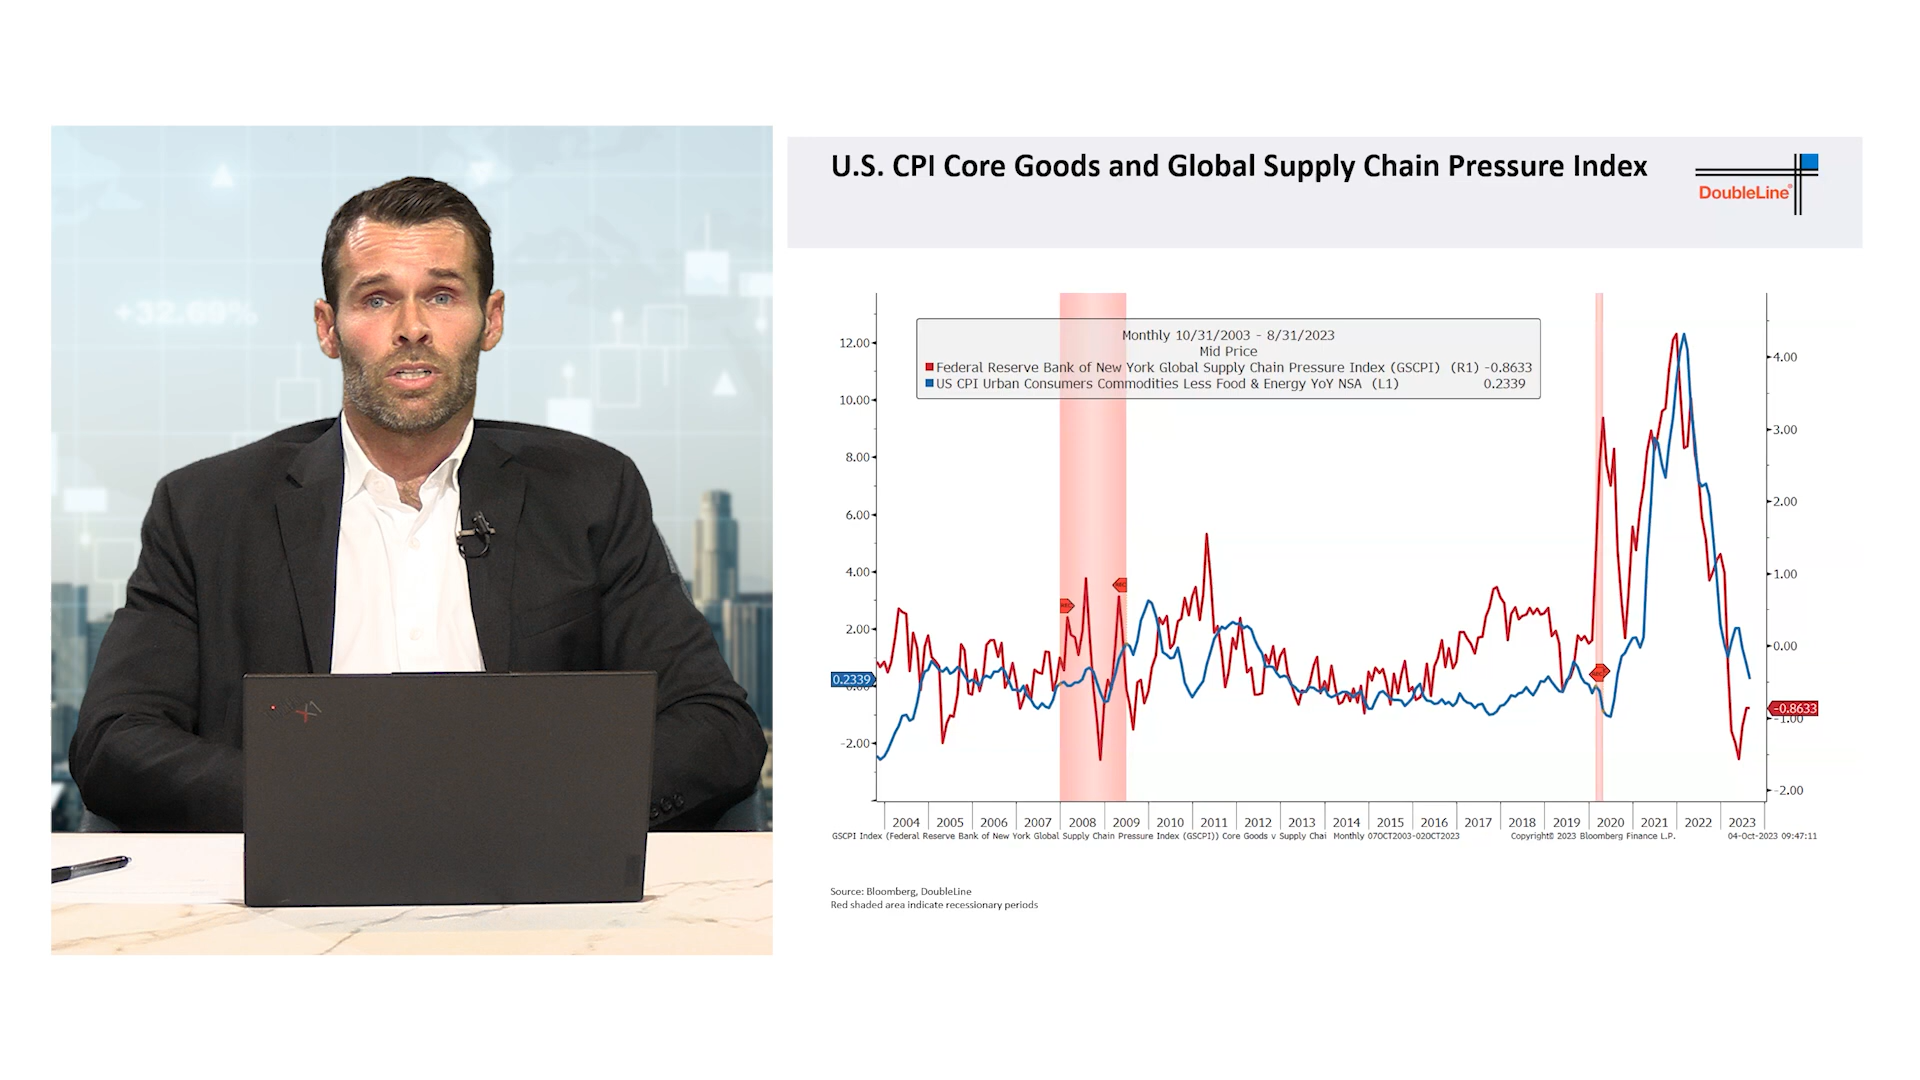 +32.69%
U.S. CPI Core Goods and Global Supply Chain Pressure Index
DoubleLine®
Monthly 10/31/2003 - 8/31/2023
Mid Price
Federal Reserve Bank of New York Global Supply Chain Pressure Index (GSCPI) (R1) -0.8633
US CPI Urban Consumers Commodities Less Food & Energy YoY NSA (L1) 0.2339
12.00
10.00
8.00
6.00
4.00
2.00
0.2339
0.00
-2.00
4.00
3.00
2.00
1.00
0.00
-0.8633
-1.00
-2.00
2004 2005 2006 2007 2008 2009 2010 2011 2012 2013 2014 2015 2016 2017 2018 2019 2020 2021 2022 2023
GSCPI Index (Federal Reserve Bank of New York Global Supply Chain Pressure Index (GSCPI)) Core Goods v Supply Chai Monthly 07OCT2003-02OCT2023 Copyright© 2023 Bloomberg Finance L.P. 04-Oct-2023 09:47:11
Source: Bloomberg, DoubleLine
Red shaded area indicate recessionary periods